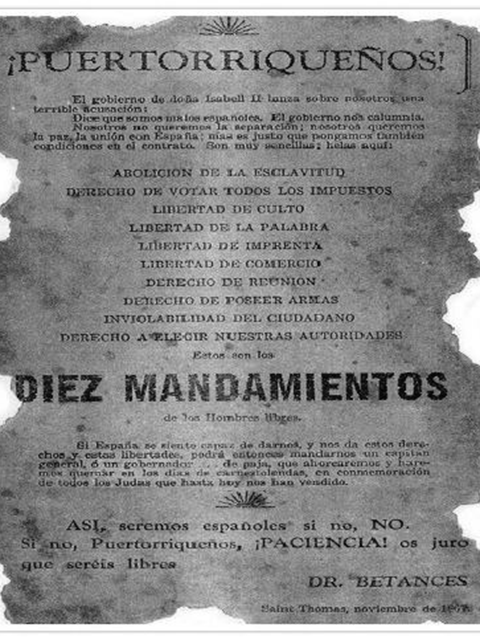 ¡PUERTORRIQUEÑOS!
El gobierno de doña Isabell II lanza sobre nosotros una
terrible acusación:
Dice que somos malos españoles. El gobierno nos calumnia.
Nosotros no queremos la separación; nosotros queremos
la paz, la unión con España; mas es justo que pongamos también
condiciones en el contrato. Son muy sencillas; helas aquí:
ABOLICION DE LA ESCLAVITUD
DERECHO DE VOTAR TODOS LOS IMPUESTOS
LIBERTAD DE CULTO
LIBERTAD DE LA PALABRA
LIBERTAD DE IMPRENTA
LIBERTAD DE COMERCIO
DERECHO DE REUNION
DERECHO DE POSEER ARMAS
INVIOLABILIDAD DEL CIUDADANO
DERECHO A ELEGIR NUESTRAS AUTORIDADES
Estos son los
DIEZ MANDAMIENTOS
de los Hombres libres.
Si España se siente capaz de darnos, y nos da estos dere-
chos y estas libertades, podrá entonces mandarnos un capitan
general, ó un gobernador . . . de paja, que ahorcaremos y hare-
mos quemar en los días de carnestolendas, en conmemoración
de todos los Judas que hasta hoy nos han vendido.
ASI, seremos españoles si no, NO.
Si no, Puertorriqueños, ¡PACIENCIA! os juro
que seréis libres
DR. BETANCES
Saint Thomas, noviembre de 1867